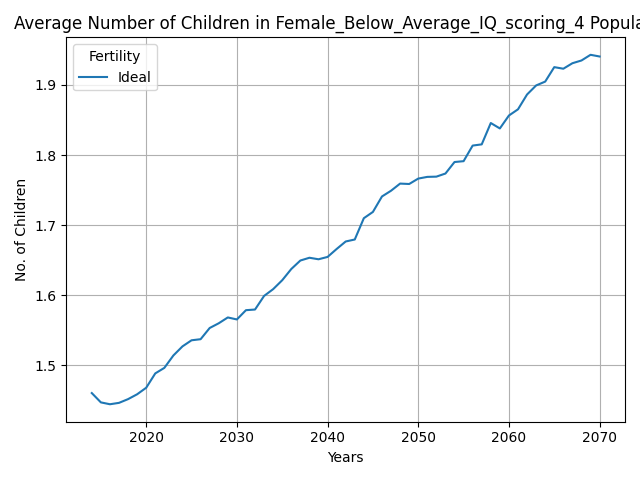 Average Number of Children in Female_Below_Average_IQ_scoring_4 Popula
Fertility
Ideal
No. of Children
1.9
1.8
1.7
1.6
1.5
2020 2030 2040 2050 2060 2070
Years